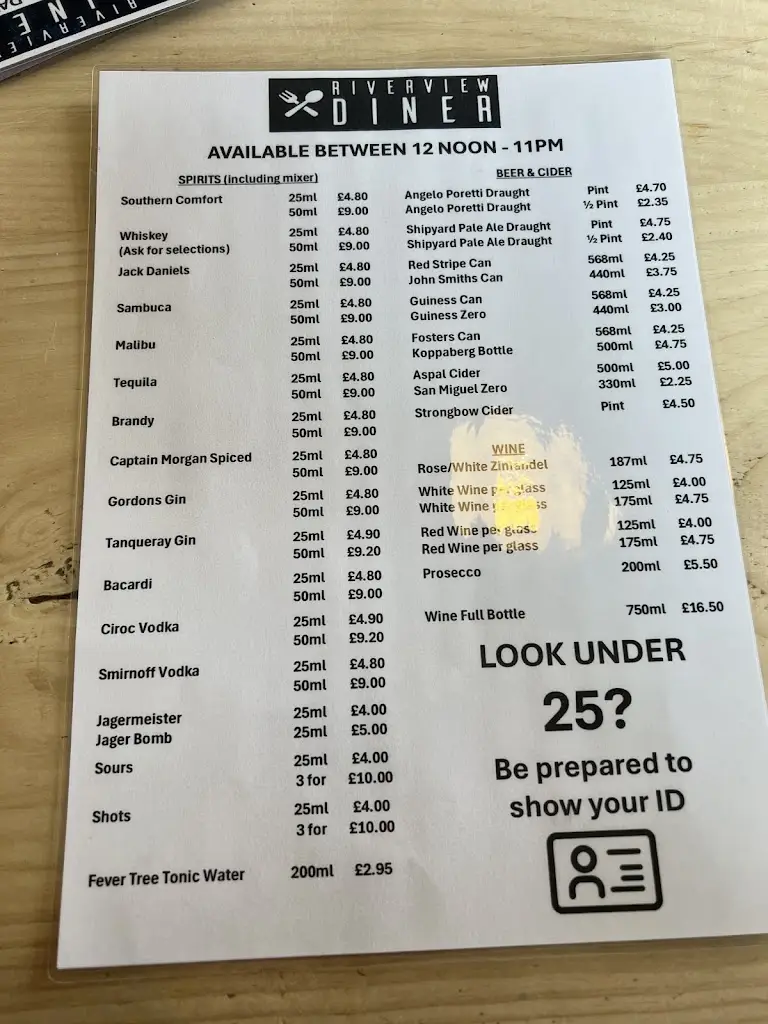 RIVERVIEW
DINER
AVAILABLE BETWEEN 12 NOON - 11PM
SPIRITS (including mixer)
Southern Comfort 25ml £4.80
50ml £9.00
Whiskey 25ml £4.80
(Ask for selections) 50ml £9.00
Jack Daniels 25ml £4.80
50ml £9.00
Sambuca 25ml £4.80
50ml £9.00
Malibu 25ml £4.80
50ml £9.00
Tequila 25ml £4.80
50ml £9.00
Brandy 25ml £4.80
50ml £9.00
Captain Morgan Spiced 25ml £4.80
50ml £9.00
Gordons Gin 25ml £4.80
50ml £9.00
Tanqueray Gin 25ml £4.90
50ml £9.20
Bacardi 25ml £4.80
50ml £9.00
Ciroc Vodka 25ml £4.90
50ml £9.20
Smirnoff Vodka 25ml £4.80
50ml £9.00
Jagermeister 25ml £4.00
Jager Bomb 25ml £5.00
Sours 25ml £4.00
3 for £10.00
Shots 25ml £4.00
3 for £10.00
Fever Tree Tonic Water 200ml £2.95
BEER & CIDER
Angelo Poretti Draught Pint £4.70
Angelo Poretti Draught ½ Pint £2.35
Shipyard Pale Ale Draught Pint £4.75
Shipyard Pale Ale Draught ½ Pint £2.40
Red Stripe Can 568ml £4.25
John Smiths Can 440ml £3.75
Guiness Can 568ml £4.25
Guiness Zero 440ml £3.00
Fosters Can 568ml £4.25
Koppaberg Bottle 500ml £4.75
Aspal Cider 500ml £5.00
San Miguel Zero 330ml £2.25
Strongbow Cider Pint £4.50
WINE
Rose/White Zinfandel 187ml £4.75
White Wine per glass 125ml £4.00
White Wine per glass 175ml £4.75
Red Wine per glass 125ml £4.00
Red Wine per glass 175ml £4.75
Prosecco 200ml £5.50
Wine Full Bottle 750ml £16.50
LOOK UNDER
25?
Be prepared to
show your ID